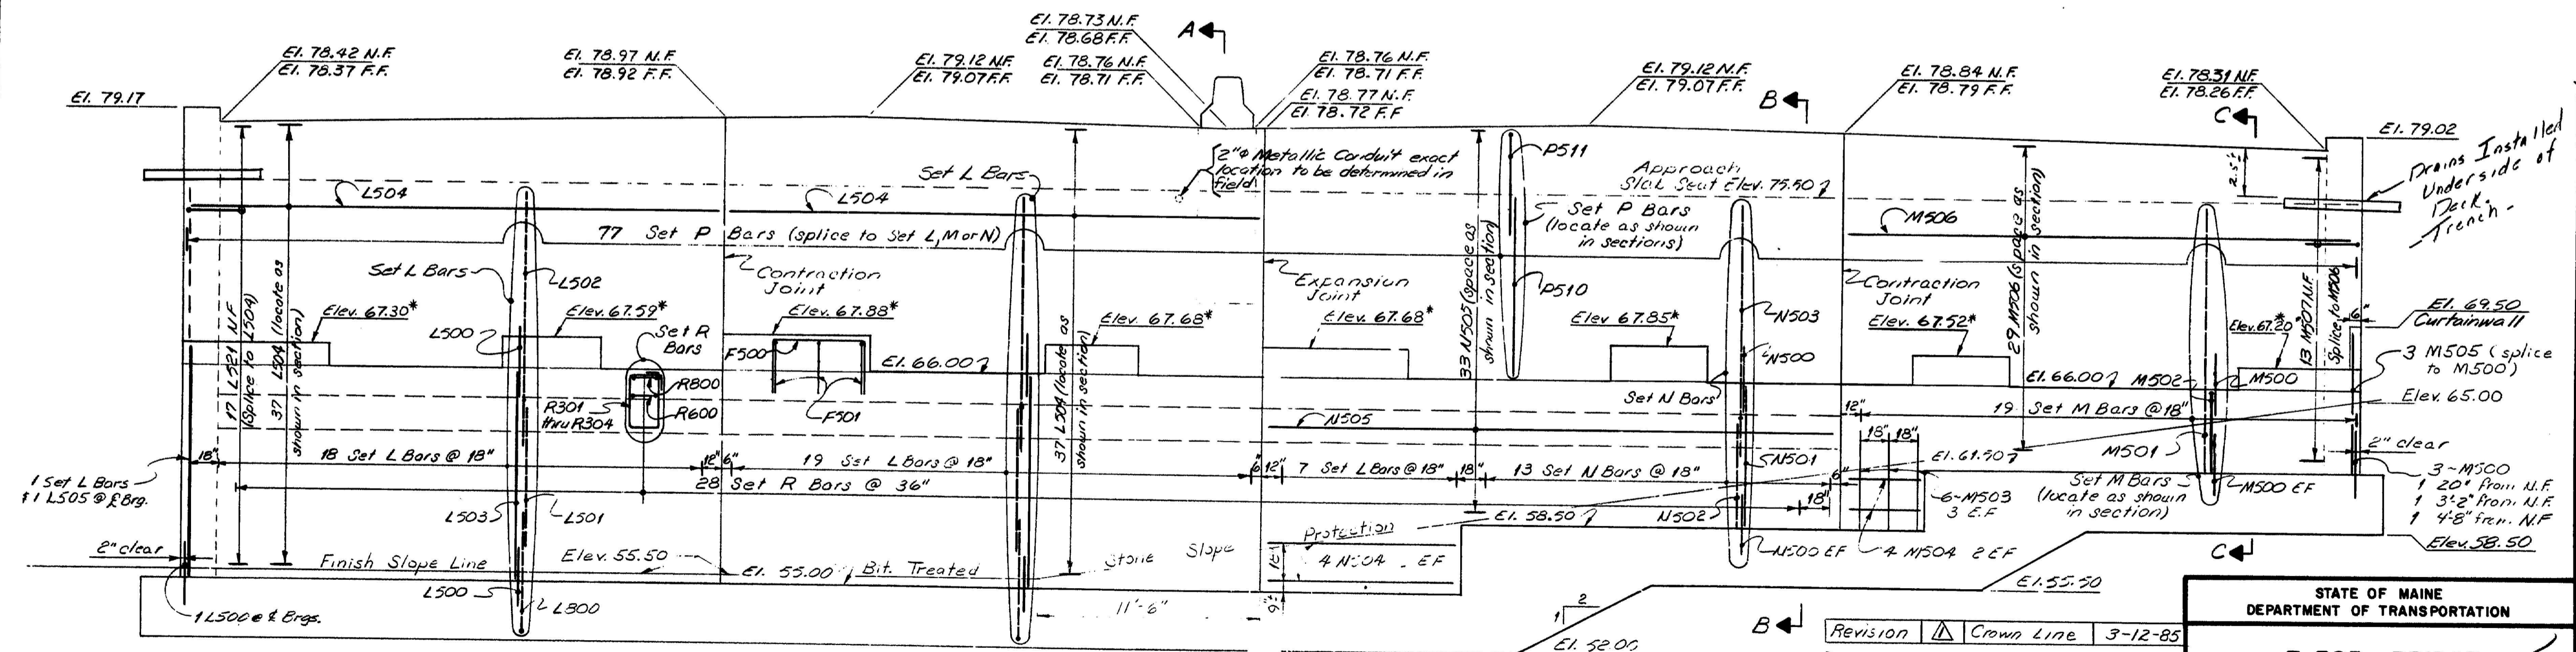 El. 78.73 N.F.
El. 78.68 F.F.
A
El. 78.42 N.F.
El. 78.37 F.F.
El. 78.97 N.F.
El. 78.92 F.F.
El. 79.12 N.F.
El. 79.07 F.F.
El. 78.76 N.F.
El. 78.71 F.F.
El. 78.76 N.F.
El. 78.71 F.F.
El. 78.77 N.F.
El. 78.72 F.F
El. 79.12 N.F.
El. 79.07 F.F.
El. 78.84 N.F.
El. 78.79 F.F.
El. 78.31 N.F.
El. 78.26 F.F.
El. 79.17
B
C
El. 79.02
Drains Installed
Underside of
Deck.
- Trench -
2"φ Metallic Conduit exact
location to be determined in
field
P511
Approach
Slab Seat Elev. 75.50
2.5'±
Set L Bars
L504
L504
Set P Bars
(locate as shown
in sections)
M506
77 Set P Bars (splice to Set L, M or N)
Set L Bars
L502
Contraction
Joint
Expansion
Joint
P510
Contraction
Joint
N503
El. 69.50
Curtainwall
6"
Elev. 67.30*
Elev. 67.59*
Elev. 67.88*
Elev. 67.68*
Elev. 67.68*
Elev. 67.85*
Elev. 67.52*
Elev. 67.20*
L500
Set R
Bars
F500
El. 66.00
N500
3 M505 (splice
to M500)
17 L521 N.F
(Splice to L504)
37 L504 (locate as
shown in section)
37 L504 (locate as
shown in section)
33 N505 (space as
shown in section)
29 M506 (space as
shown in section)
13 M507 N.F.
Splice to M506
R800
R600
R301
thru R304
F501
Set N Bars
El. 66.00
M502
M500
Elev. 65.00
N505
12"
19 Set M Bars @ 18"
18" 18"
M501
2" clear
18"
18 Set L Bars @ 18"
12" 6"
19 Set L Bars @ 18"
6 12"
7 Set L Bars @ 18"
18"
13 Set N Bars @ 18"
6"
El. 61.50
N501
1 Set L Bars
& 1 L505 @ ℄ Brg.
28 Set R Bars @ 36"
18"
Set M Bars
(locate as shown
in section)
M500 EF
3-M500
1 20" from N.F.
1 3'-2" from N.F.
1 4'-8" from N.F
L503
L501
El. 58.50
N502
6-M503
3 E.F
Protection
2" clear
Finish Slope Line
Elev. 55.50
El. 55.00
Bit. Treated
Stone Slope
4 N504 EF
N500 EF
4 M504 2 EF
C
Elev. 58.50
L500
L800
11'-6"
El. 55.50
1 L500 @ ℄ Brgs.
1
2
El. 52.00
B
Revision
Crown Line
3-12-85
STATE OF MAINE
DEPARTMENT OF TRANSPORTATION